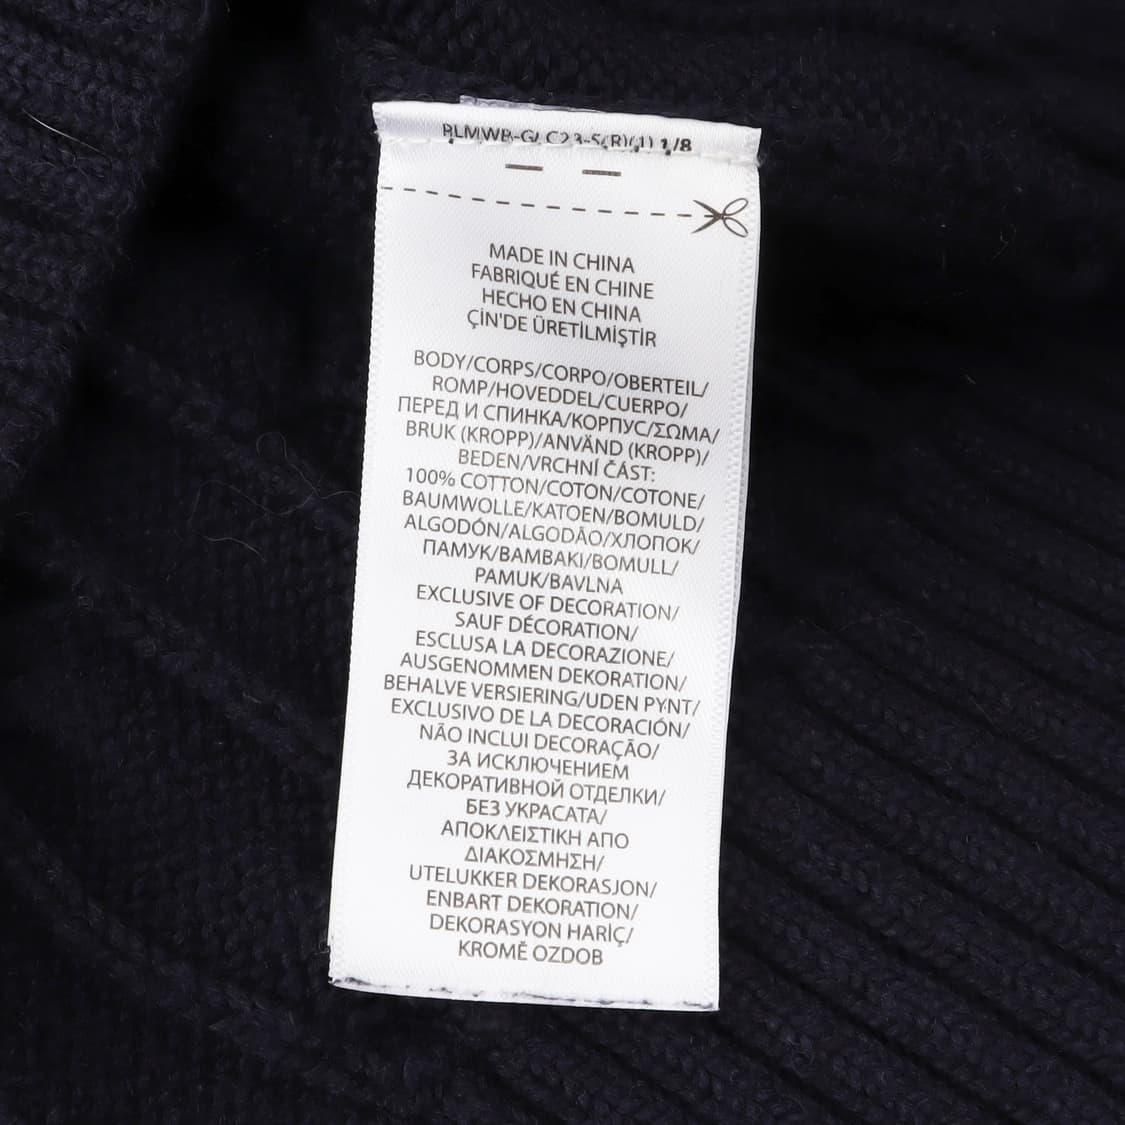 MADE IN CHINA
FABRIQUÉ EN CHINE
HECHO EN CHINA
ÇİN'DE ÜRETİLMİŞTİR
BODY/CORPS/CORPO/OBERTEIL/
ROMP/HOVEDDEL/CUERPO/
ПЕРЕД И СПИНКА/КОРПУС/ΣΩΜΑ/
BRUK (KROPP)/ANVÄND (KROPP)/
BEDEN/VRCHNÍ ČÁST:
100% COTTON/COTON/COTONE/
BAUMWOLLE/KATOEN/BOMULD/
ALGODÓN/ALGODÃO/ХЛОПОК/
ПАМУК/ΒΑΜΒΑΚΙ/BOMULL/
PAMUK/BAVLNA
EXCLUSIVE OF DECORATION/
SAUF DÉCORATION/
ESCLUSA LA DECORAZIONE/
AUSGENOMMEN DEKORATION/
BEHALVE VERSIERING/UDEN PYNT/
EXCLUSIVO DE LA DECORACIÓN/
NÃO INCLUI DECORAÇÃO/
ЗА ИСКЛЮЧЕНИЕМ
ДЕКОРАТИВНОЙ ОТДЕЛКИ/
БЕЗ УКРАСАТА/
ΑΠΟΚΛΕΙΣΤΙΚΗ ΑΠΟ
ΔΙΑΚΟΣΜΗΣΗ/
UTELUKKER DEKORASJON/
ENBART DEKORATION/
DEKORASYON HARİÇ/
KROMĚ OZDOB